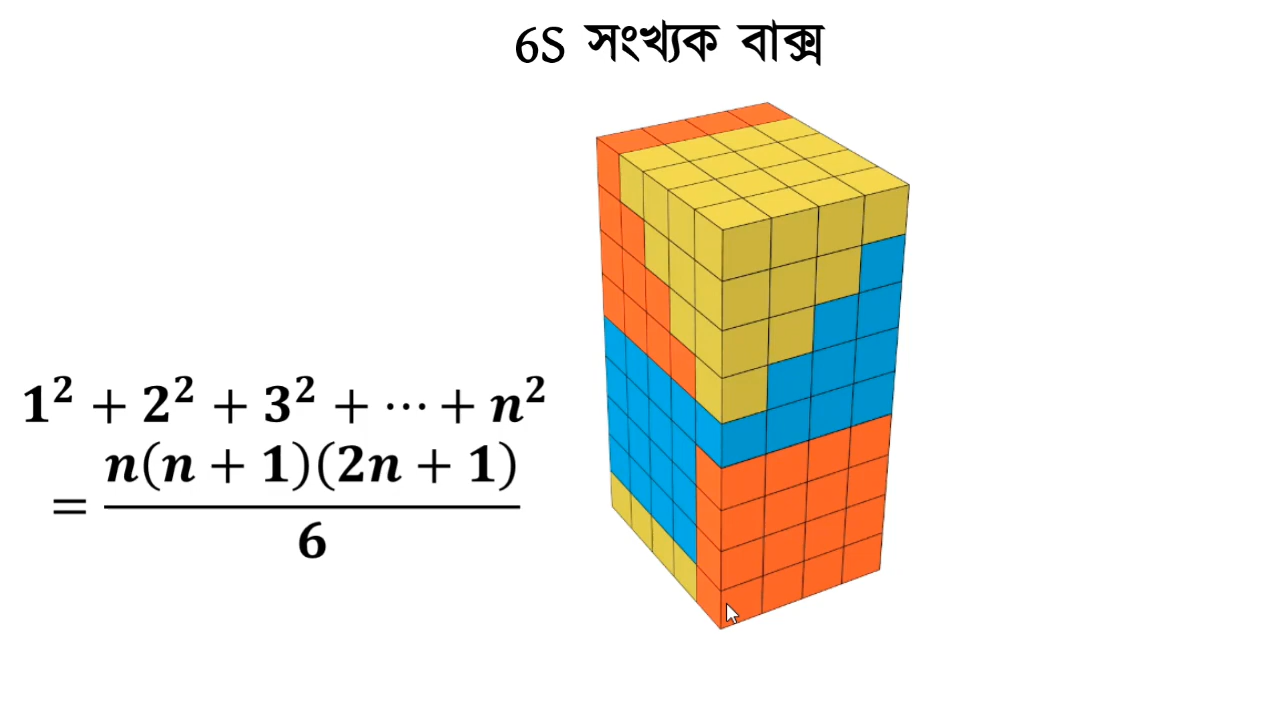 6S সংখ্যক বাক্স
1² + 2² + 3² + ⋯ + n²
= n(n + 1)(2n + 1)
6